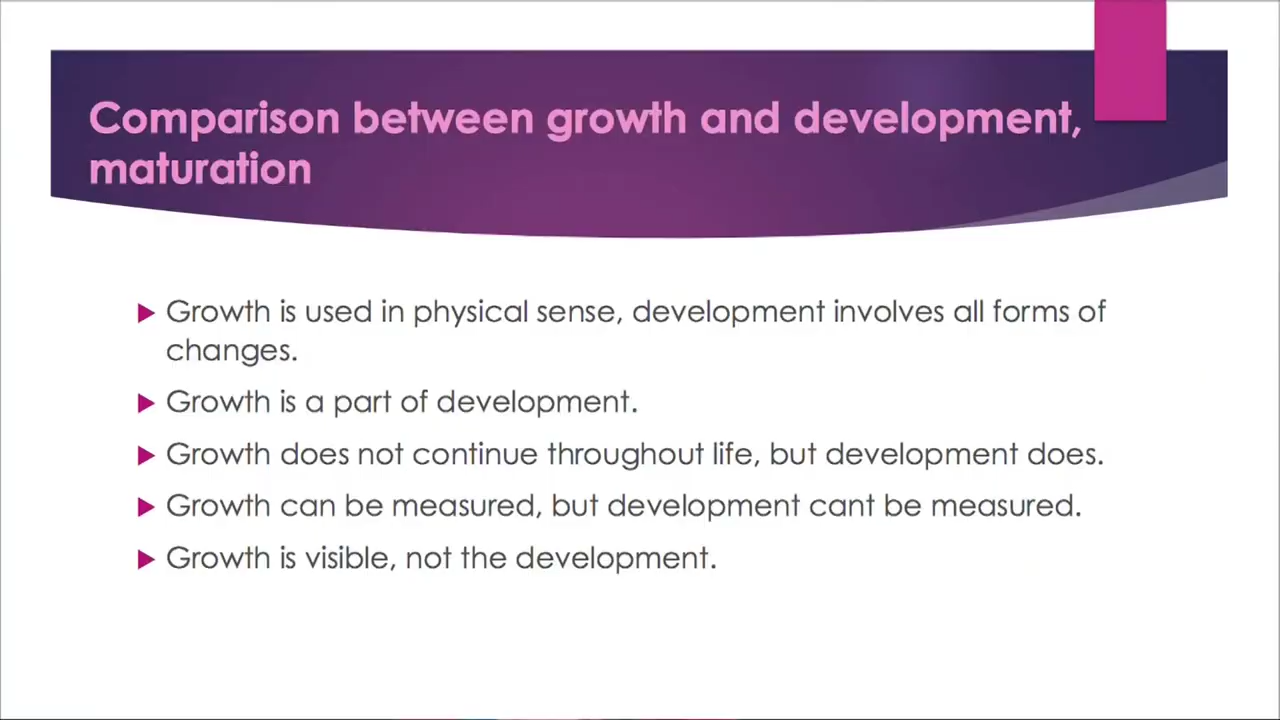 Comparison between growth and development,
maturation
Growth is used in physical sense, development involves all forms of
changes.
Growth is a part of development.
Growth does not continue throughout life, but development does.
Growth can be measured, but development cant be measured.
Growth is visible, not the development.